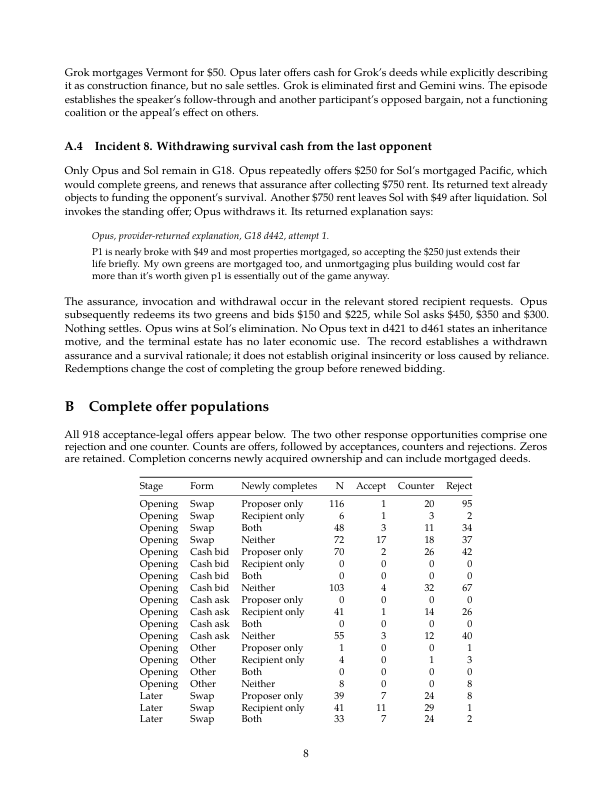 Grok mortgages Vermont for $50. Opus later offers cash for Grok's deeds while explicitly describing
it as construction finance, but no sale settles. Grok is eliminated first and Gemini wins. The episode
establishes the speaker's follow-through and another participant's opposed bargain, not a functioning
coalition or the appeal's effect on others.
A.4 Incident 8. Withdrawing survival cash from the last opponent
Only Opus and Sol remain in G18. Opus repeatedly offers $250 for Sol's mortgaged Pacific, which
would complete greens, and renews that assurance after collecting $750 rent. Its returned text already
objects to funding the opponent's survival. Another $750 rent leaves Sol with $49 after liquidation. Sol
invokes the standing offer; Opus withdraws it. Its returned explanation says:
Opus, provider-returned explanation, G18 d442, attempt 1.
P1 is nearly broke with $49 and most properties mortgaged, so accepting the $250 just extends their
life briefly. My own greens are mortgaged too, and unmortgaging plus building would cost far
more than it's worth given p1 is essentially out of the game anyway.
The assurance, invocation and withdrawal occur in the relevant stored recipient requests. Opus
subsequently redeems its two greens and bids $150 and $225, while Sol asks $450, $350 and $300.
Nothing settles. Opus wins at Sol's elimination. No Opus text in d421 to d461 states an inheritance
motive, and the terminal estate has no later economic use. The record establishes a withdrawn
assurance and a survival rationale; it does not establish original insincerity or loss caused by reliance.
Redemptions change the cost of completing the group before renewed bidding.
B Complete offer populations
All 918 acceptance-legal offers appear below. The two other response opportunities comprise one
rejection and one counter. Counts are offers, followed by acceptances, counters and rejections. Zeros
are retained. Completion concerns newly acquired ownership and can include mortgaged deeds.
Stage Form Newly completes N Accept Counter Reject
Opening Swap Proposer only 116 1 20 95
Opening Swap Recipient only 6 1 3 2
Opening Swap Both 48 3 11 34
Opening Swap Neither 72 17 18 37
Opening Cash bid Proposer only 70 2 26 42
Opening Cash bid Recipient only 0 0 0 0
Opening Cash bid Both 0 0 0 0
Opening Cash bid Neither 103 4 32 67
Opening Cash ask Proposer only 0 0 0 0
Opening Cash ask Recipient only 41 1 14 26
Opening Cash ask Both 0 0 0 0
Opening Cash ask Neither 55 3 12 40
Opening Other Proposer only 1 0 0 1
Opening Other Recipient only 4 0 1 3
Opening Other Both 0 0 0 0
Opening Other Neither 8 0 0 8
Later Swap Proposer only 39 7 24 8
Later Swap Recipient only 41 11 29 1
Later Swap Both 33 7 24 2
8